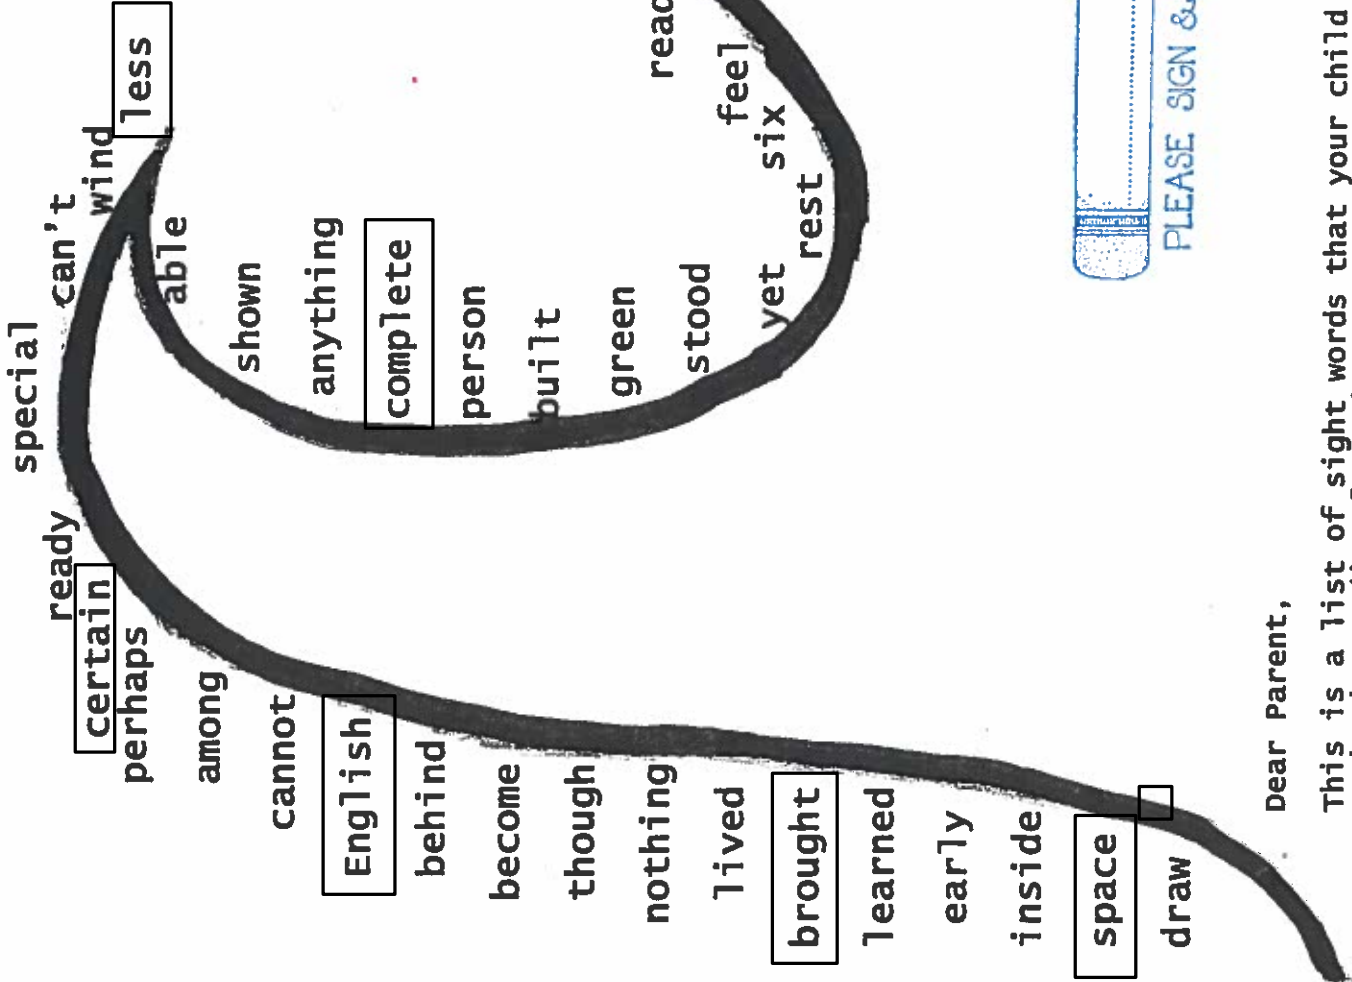 special
ready can't
certain wind
perhaps less
able
among
shown
cannot
anything
English
complete
behind
person
become
built
though
green
nothing
stood
lived feel
yet six
brought rest
learned
early
inside
space
draw
PLEASE SIGN &
Dear Parent,
This is a list of sight words that your child